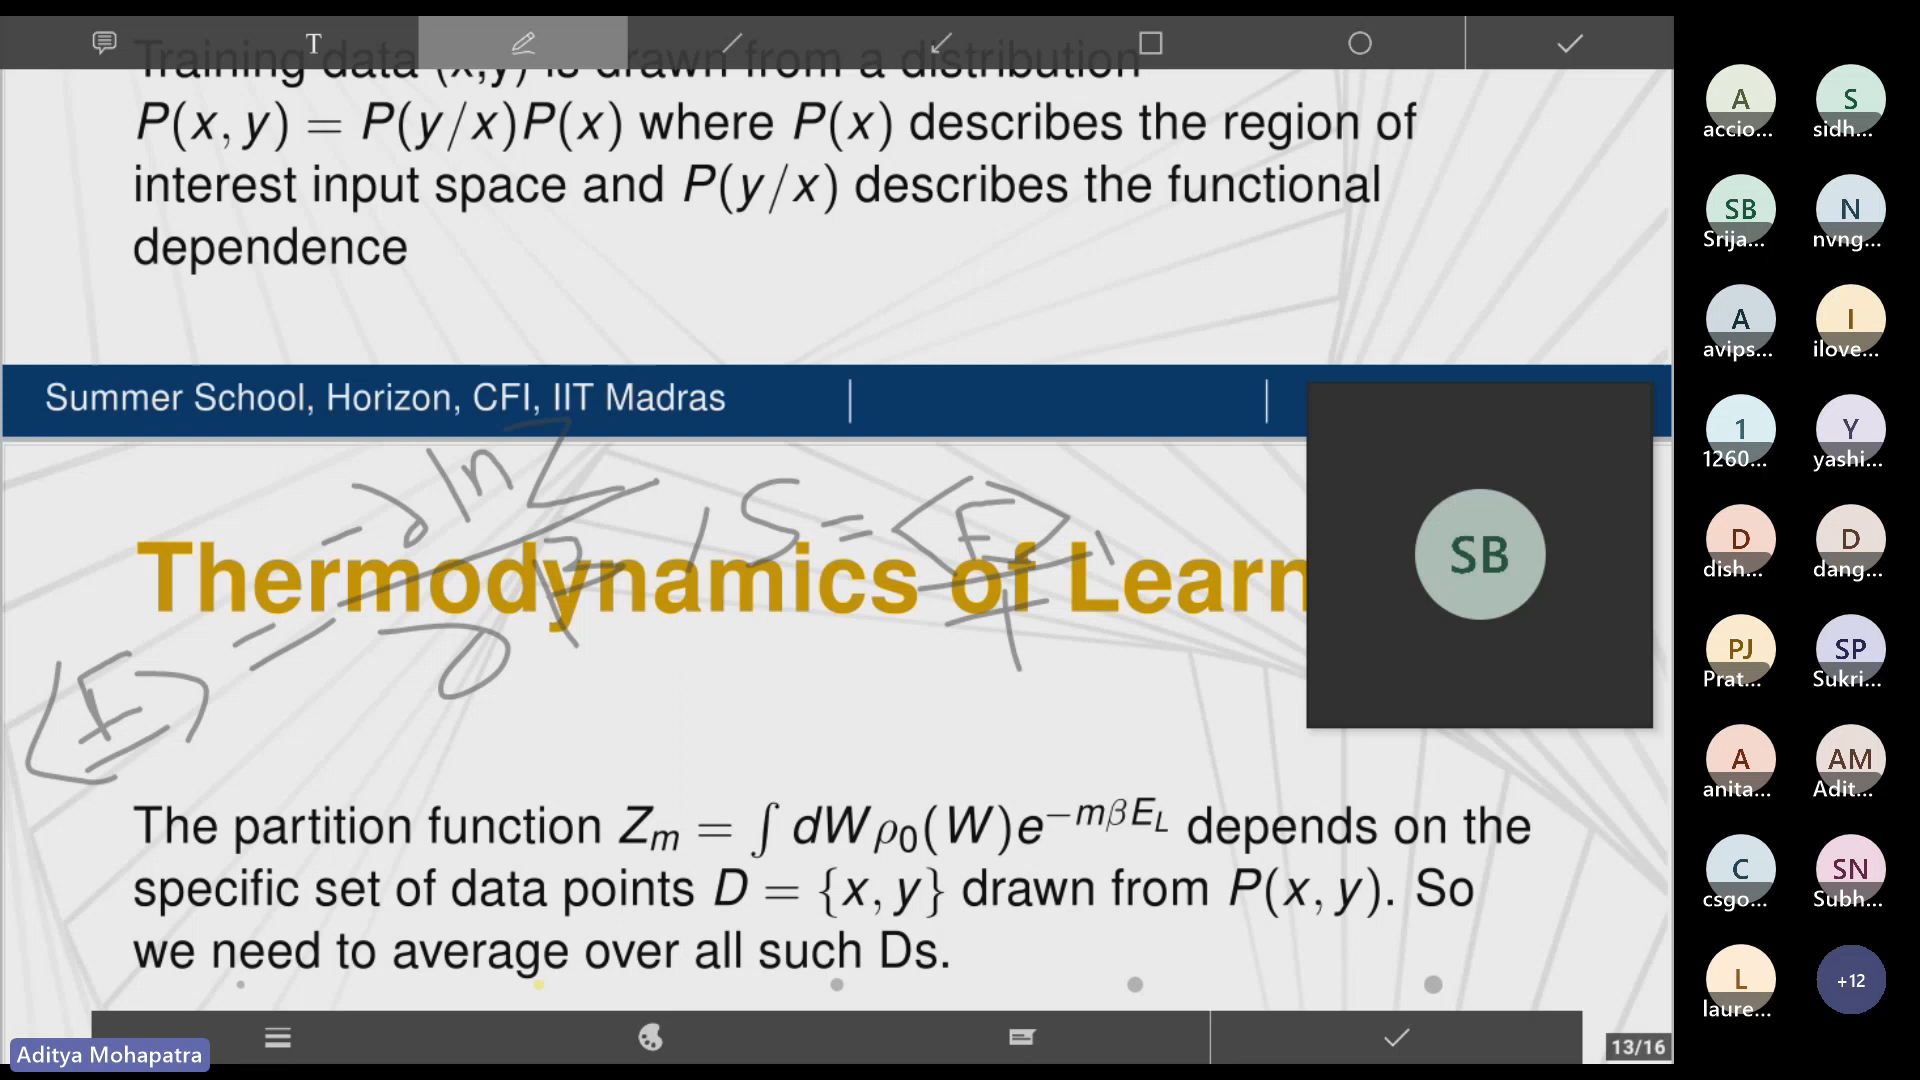 T
Training data (x,y) is drawn from a distribution
P(x, y) = P(y/x)P(x) where P(x) describes the region of
interest input space and P(y/x) describes the functional
dependence
Summer School, Horizon, CFI, IIT Madras
Thermodynamics of Learn
⟨E⟩ = -∂ ln Z / ∂β , S = ⟨E⟩ / T
The partition function Zₘ = ∫ dWρ₀(W)e^{-mβE_L} depends on the
specific set of data points D = {x, y} drawn from P(x, y). So
we need to average over all such Ds.
13/16
Aditya Mohapatra
SB
A S
accio... sidh...
SB N
Srija... nvng...
A I
avips... ilove...
1 Y
1260... yashi...
D D
dish... dang...
PJ SP
Prat... Sukri...
A AM
anita... Adit...
C SN
csgo... Subh...
L +12
laure...